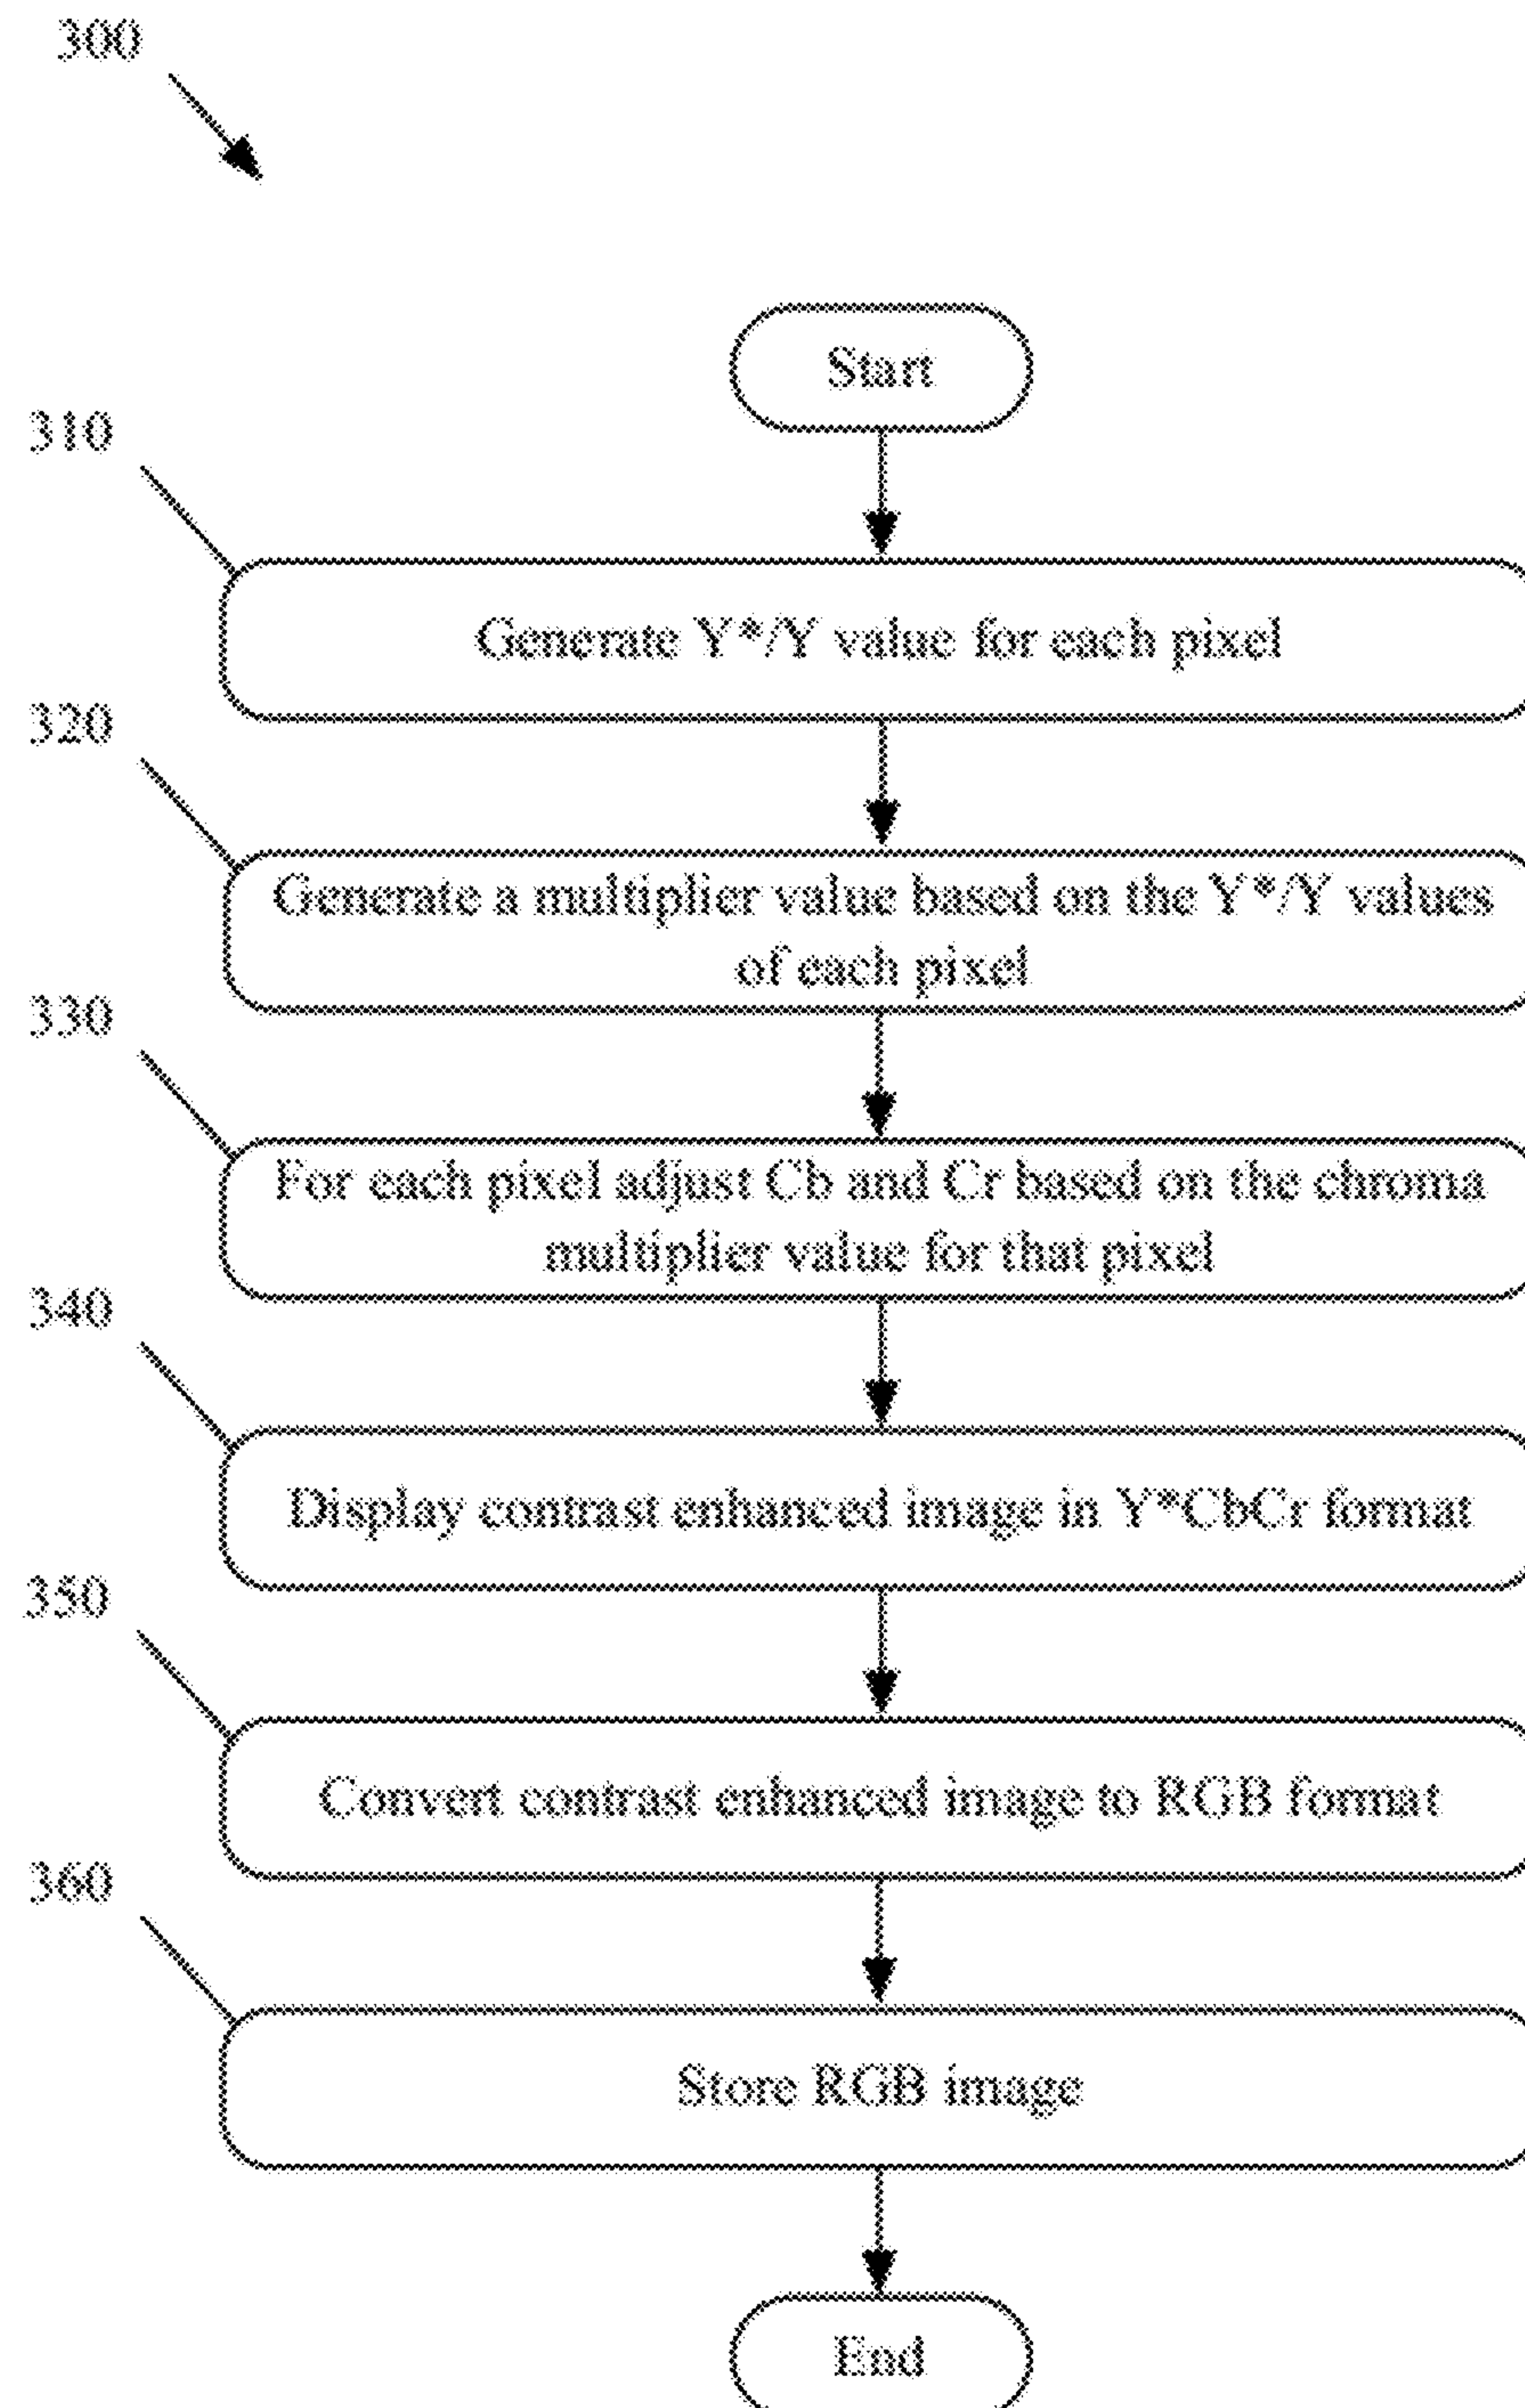 300
Start
310
Generate Y*/Y value for each pixel
320
Generate a multiplier value based on the Y*/Y values
of each pixel
330
For each pixel adjust Cb and Cr based on the chroma
multiplier value for that pixel
340
Display contrast enhanced image in Y*CbCr format
350
Convert contrast enhanced image to RGB format
360
Store RGB image
End